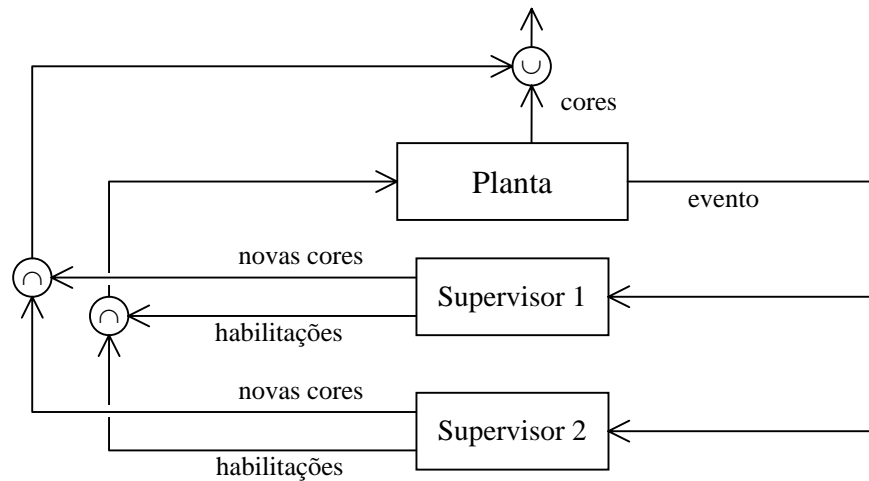 ∪
cores
Planta
evento
novas cores
∩
Supervisor 1
∩
habilitações
novas cores
Supervisor 2
habilitações